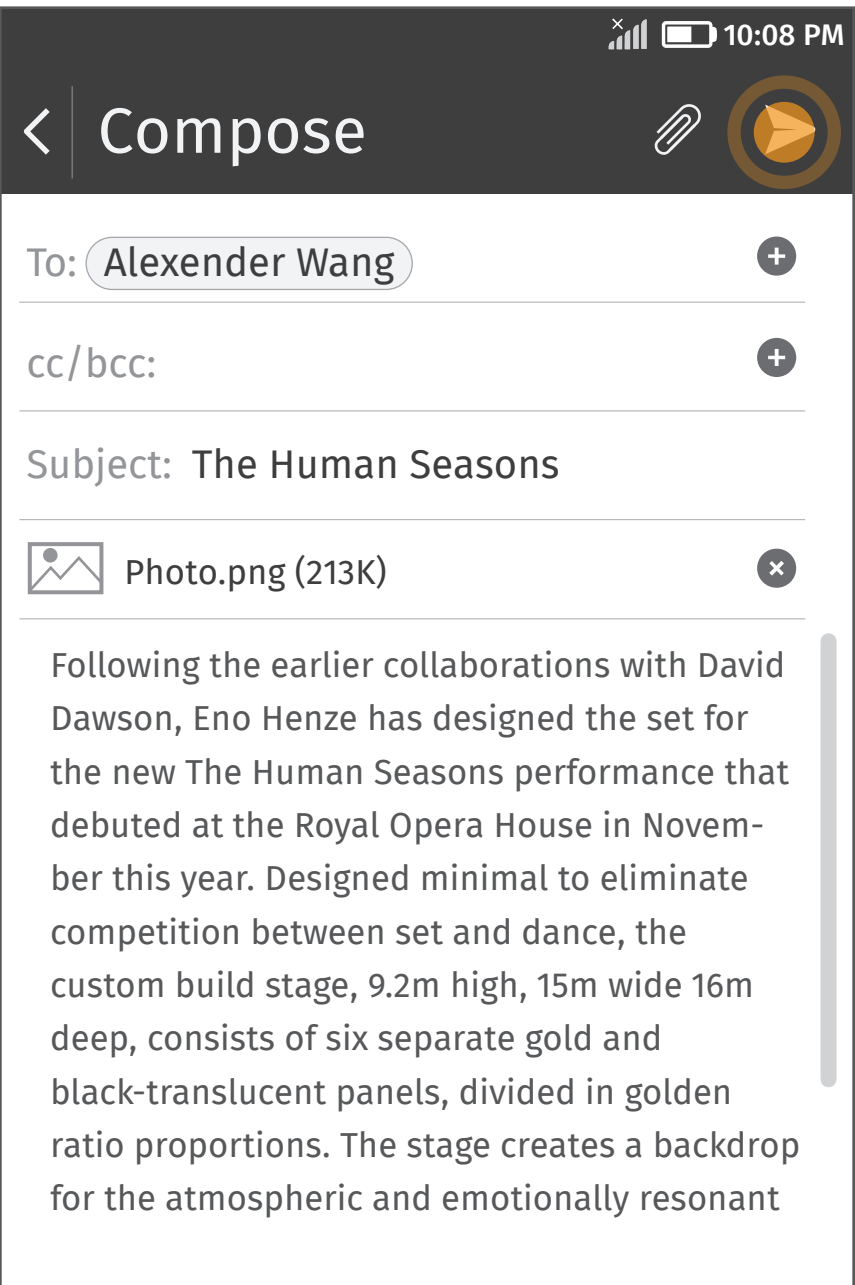 10:08 PM
Compose
To: Alexender Wang
cc/bcc:
Subject: The Human Seasons
Photo.png (213K)
Following the earlier collaborations with David
Dawson, Eno Henze has designed the set for
the new The Human Seasons performance that
debuted at the Royal Opera House in Novem-
ber this year. Designed minimal to eliminate
competition between set and dance, the
custom build stage, 9.2m high, 15m wide 16m
deep, consists of six separate gold and
black-translucent panels, divided in golden
ratio proportions. The stage creates a backdrop
for the atmospheric and emotionally resonant